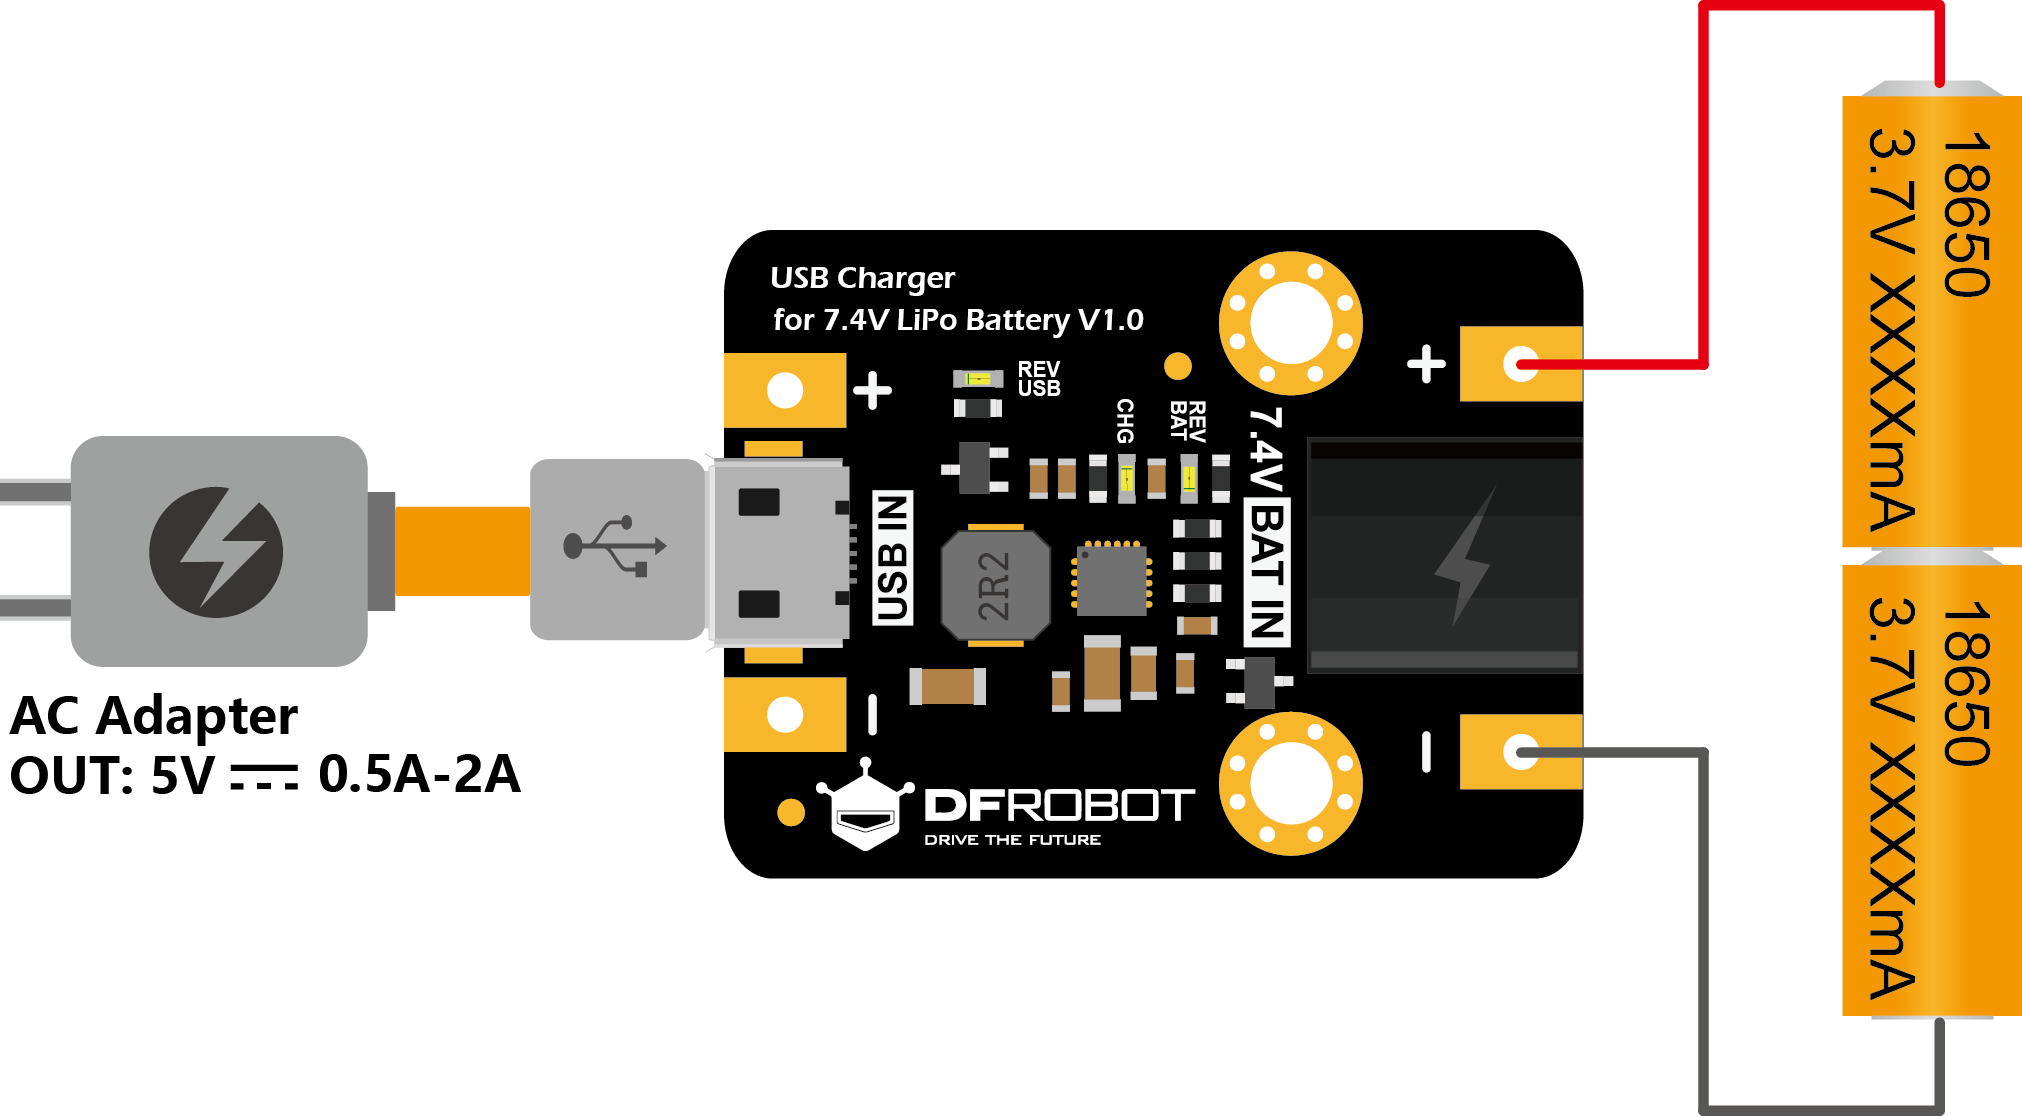 USB Charger
for 7.4V LiPo Battery V1.0
REV
USB
CHG
REV
BAT
7.4V BAT IN
USB IN
2R2
+
−
+
−
DFROBOT
DRIVE THE FUTURE
AC Adapter
OUT: 5V ⎓ 0.5A-2A
18650
3.7V XXXXXmA
18650
3.7V XXXXXmA